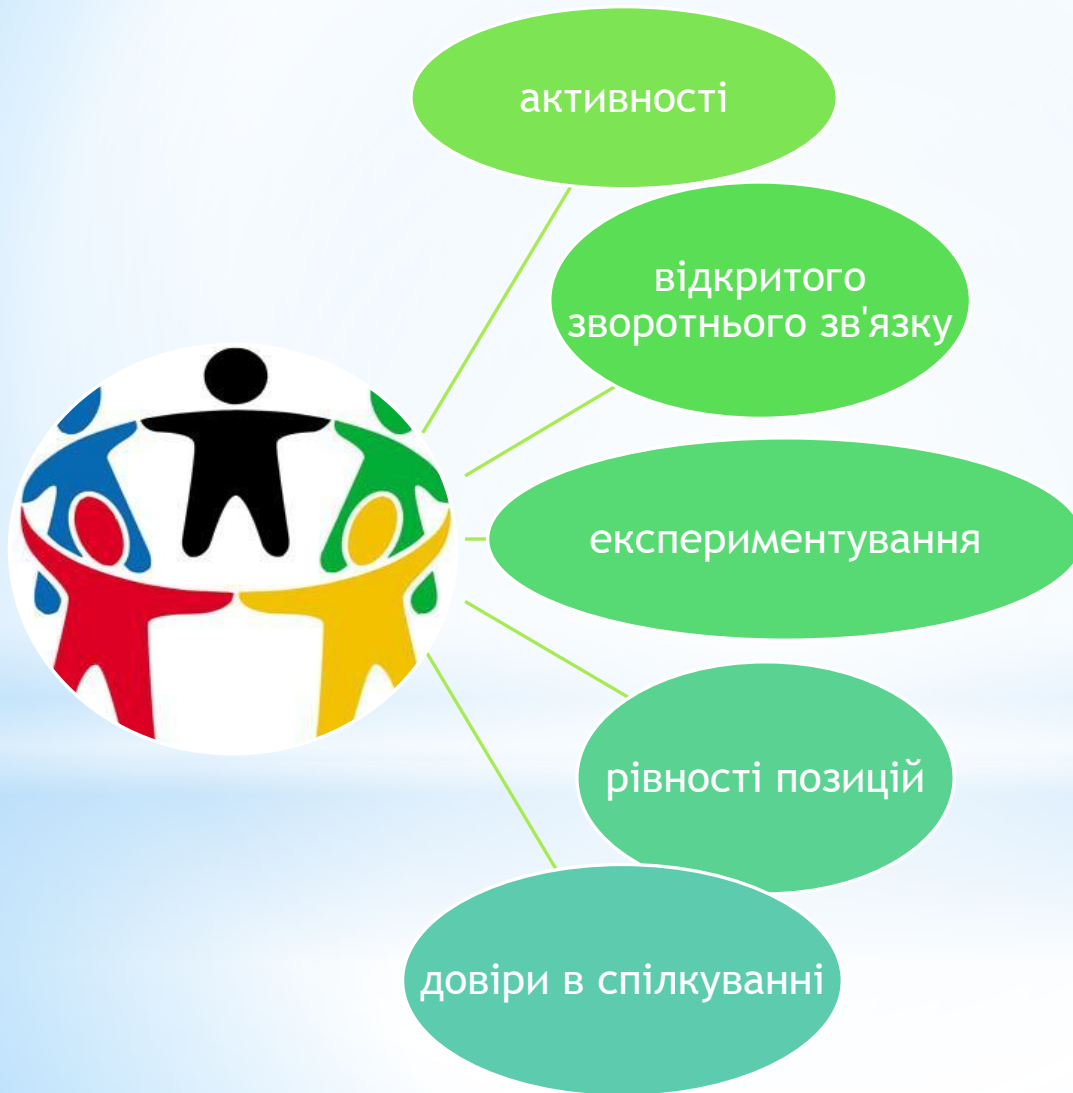 активності
відкритого
зворотнього зв'язку
експериментування
рівності позицій
довіри в спілкуванні